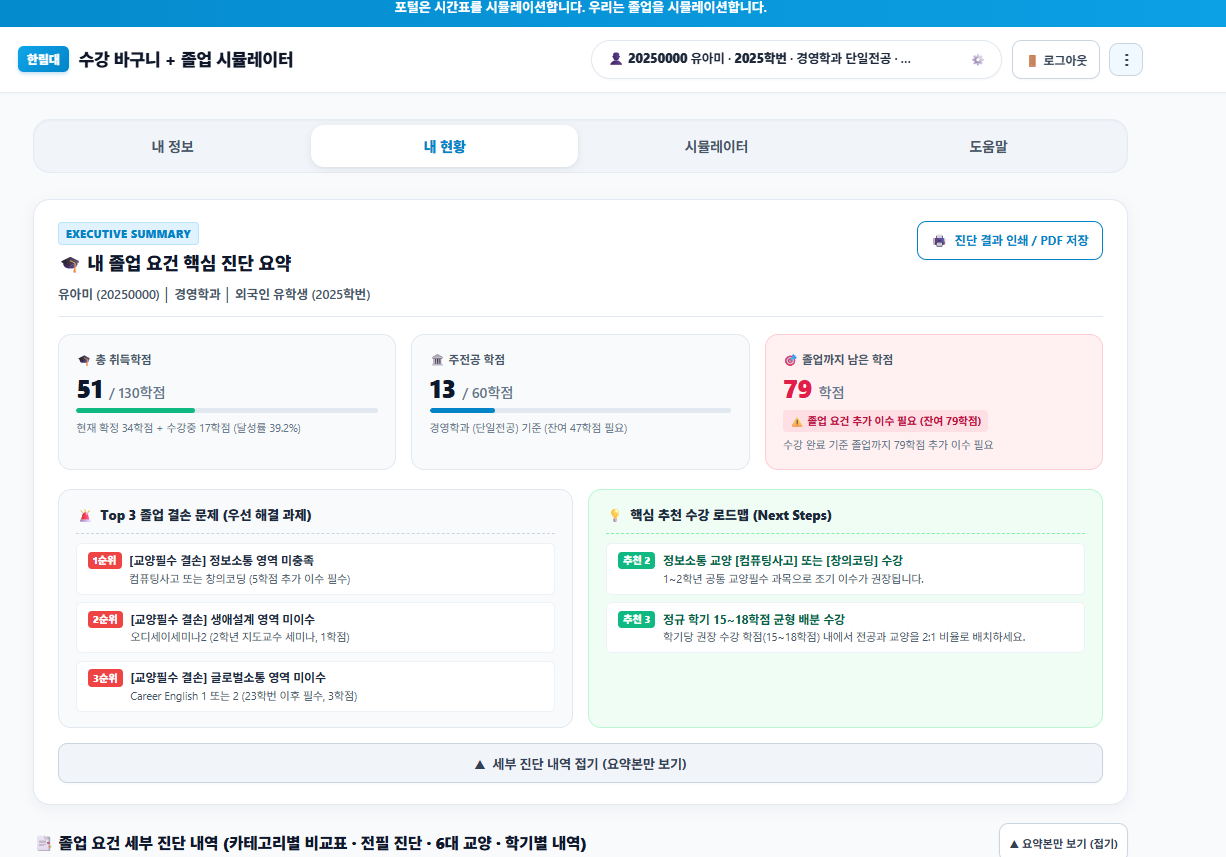 포털은 시간표를 시뮬레이션합니다. 우리는 졸업을 시뮬레이션합니다.
한림대 수강 바구니 + 졸업 시뮬레이터
20250000 유아미 · 2025학번 · 경영학과 단일전공 · ...
로그아웃
내 정보
내 현황
시뮬레이터
도움말
EXECUTIVE SUMMARY
진단 결과 인쇄 / PDF 저장
내 졸업 요건 핵심 진단 요약
유아미 (20250000) │ 경영학과 │ 외국인 유학생 (2025학번)
총 취득학점
51 / 130학점
현재 확정 34학점 + 수강중 17학점 (달성률 39.2%)
주전공 학점
13 / 60학점
경영학과 (단일전공) 기준 (잔여 47학점 필요)
졸업까지 남은 학점
79 학점
졸업 요건 추가 이수 필요 (잔여 79학점)
수강 완료 기준 졸업까지 79학점 추가 이수 필요
Top 3 졸업 결손 문제 (우선 해결 과제)
1순위 [교양필수 결손] 정보소통 영역 미충족
컴퓨팅사고 또는 창의코딩 (5학점 추가 이수 필수)
2순위 [교양필수 결손] 생애설계 영역 미이수
오디세이세미나2 (2학년 지도교수 세미나, 1학점)
3순위 [교양필수 결손] 글로벌소통 영역 미이수
Career English 1 또는 2 (23학번 이후 필수, 3학점)
핵심 추천 수강 로드맵 (Next Steps)
추천 2 정보소통 교양 [컴퓨팅사고] 또는 [창의코딩] 수강
1~2학년 공통 교양필수 과목으로 조기 이수가 권장됩니다.
추천 3 정규 학기 15~18학점 균형 배분 수강
학기당 권장 수강 학점(15~18학점) 내에서 전공과 교양을 2:1 비율로 배치하세요.
▲ 세부 진단 내역 접기 (요약본만 보기)
졸업 요건 세부 진단 내역 (카테고리별 비교표 · 전필 진단 · 6대 교양 · 학기별 내역)
▲ 요약본만 보기 (접기)